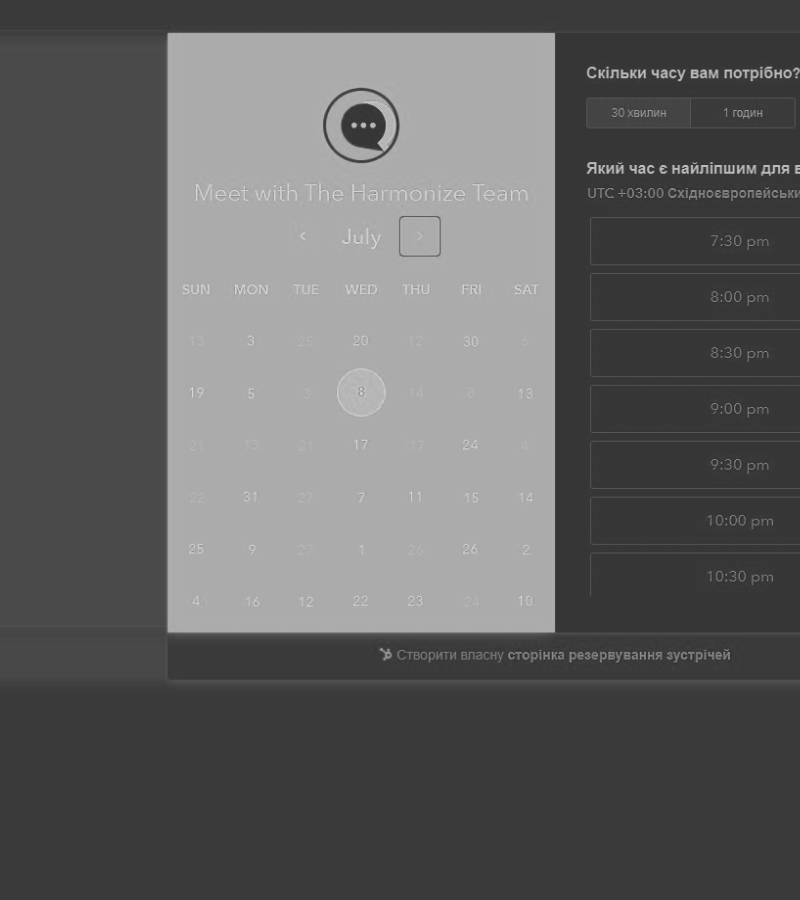 Meet with The Harmonize Team
July
SUN MON TUE WED THU FRI SAT
13 3 25 20 12 30 6
19 5 3 8 14 8 13
21 13 21 17 17 24 4
22 31 27 7 11 15 14
25 9 27 1 26 26 2
4 16 12 22 23 24 10
Скільки часу вам потрібно?
30 хвилин 1 годин
Який час є найліпшим для в
UTC +03:00 Східноєвропейськи
7:30 pm
8:00 pm
8:30 pm
9:00 pm
9:30 pm
10:00 pm
10:30 pm
Створити власну сторінка резервування зустрічей